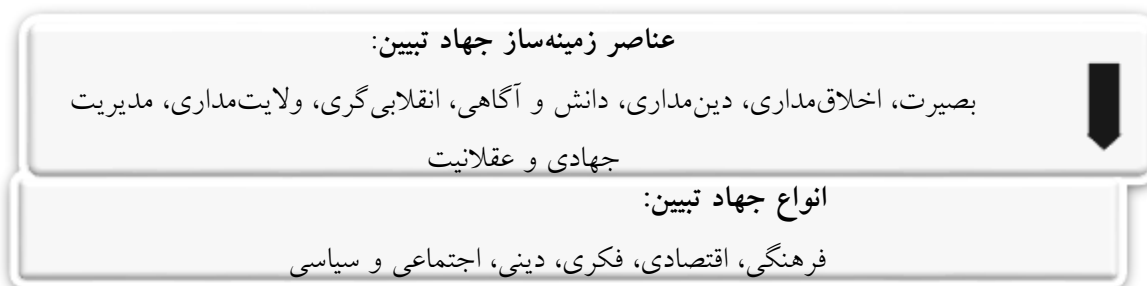 عناصر زمینه‌ساز جهاد تبیین:
بصیرت، اخلاق‌مداری، دین‌مداری، دانش و آگاهی، انقلابی‌گری، ولایت‌مداری، مدیریت
جهادی و عقلانیت
انواع جهاد تبیین:
فرهنگی، اقتصادی، فکری، دینی، اجتماعی و سیاسی